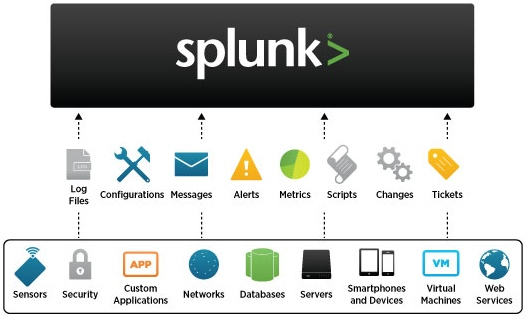 splunk>
Log
Files
Configurations
Messages
Alerts
Metrics
Scripts
Changes
Tickets
Sensors
Security
APP
Custom
Applications
Networks
Databases
Servers
Smartphones
and Devices
VM
Virtual
Machines
Web
Services